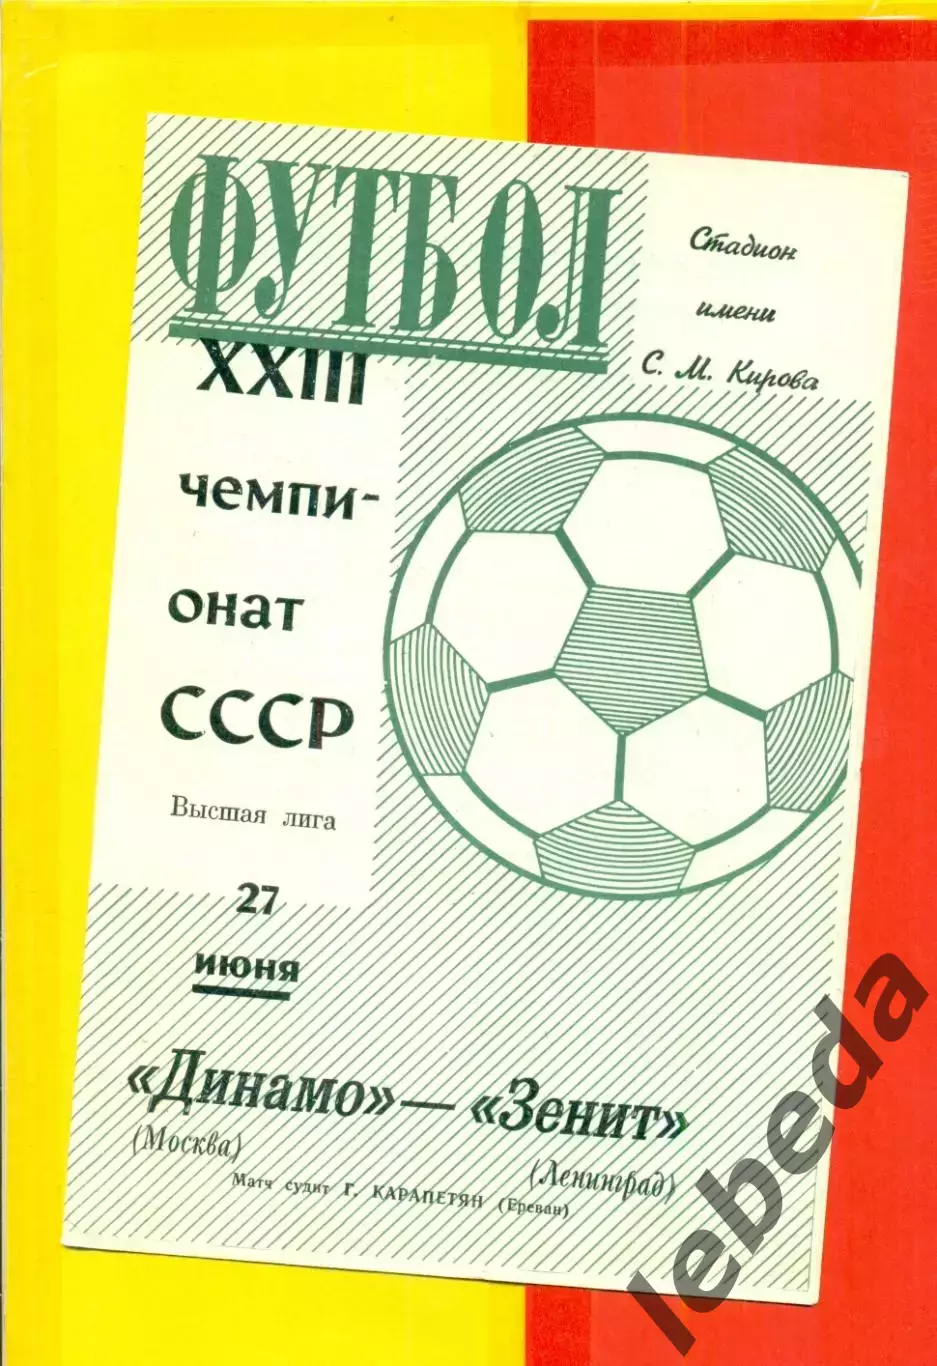 ФУТБОЛ
Стадион
имени
С. М. Кирова
XXIII
чемпи-
онат
СССР
Высшая лига
27
июня
«Динамо» — «Зенит»
(Москва)
(Ленинград)
Матч судит Г. КАРАПЕТЯН (Ереван)
lebeda